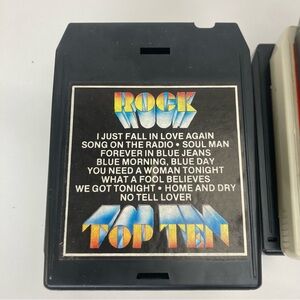 ROCK
I JUST FALL IN LOVE AGAIN
SONG ON THE RADIO • SOUL MAN
FOREVER IN BLUE JEANS
BLUE MORNING, BLUE DAY
YOU NEED A WOMAN TONIGHT
WHAT A FOOL BELIEVES
WE GOT TONIGHT • HOME AND DRY
NO TELL LOVER
TOP TEN